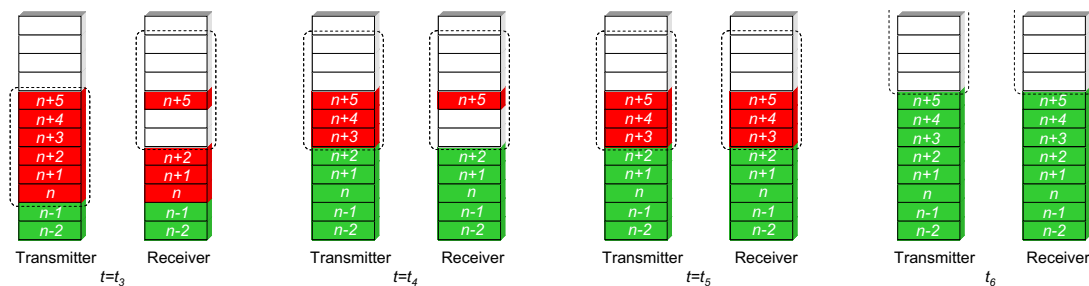 n+5
n+4
n+3
n+2
n+1
n
n-1
n-2
Transmitter
n+5
n+2
n+1
n
n-1
n-2
Receiver
t=t3
n+5
n+4
n+3
n+2
n+1
n
n-1
n-2
Transmitter
n+5
n+2
n+1
n
n-1
n-2
Receiver
t=t4
n+5
n+4
n+3
n+2
n+1
n
n-1
n-2
Transmitter
n+5
n+4
n+3
n+2
n+1
n
n-1
n-2
Receiver
t=t5
n+5
n+4
n+3
n+2
n+1
n
n-1
n-2
Transmitter
n+5
n+4
n+3
n+2
n+1
n
n-1
n-2
Receiver
t6